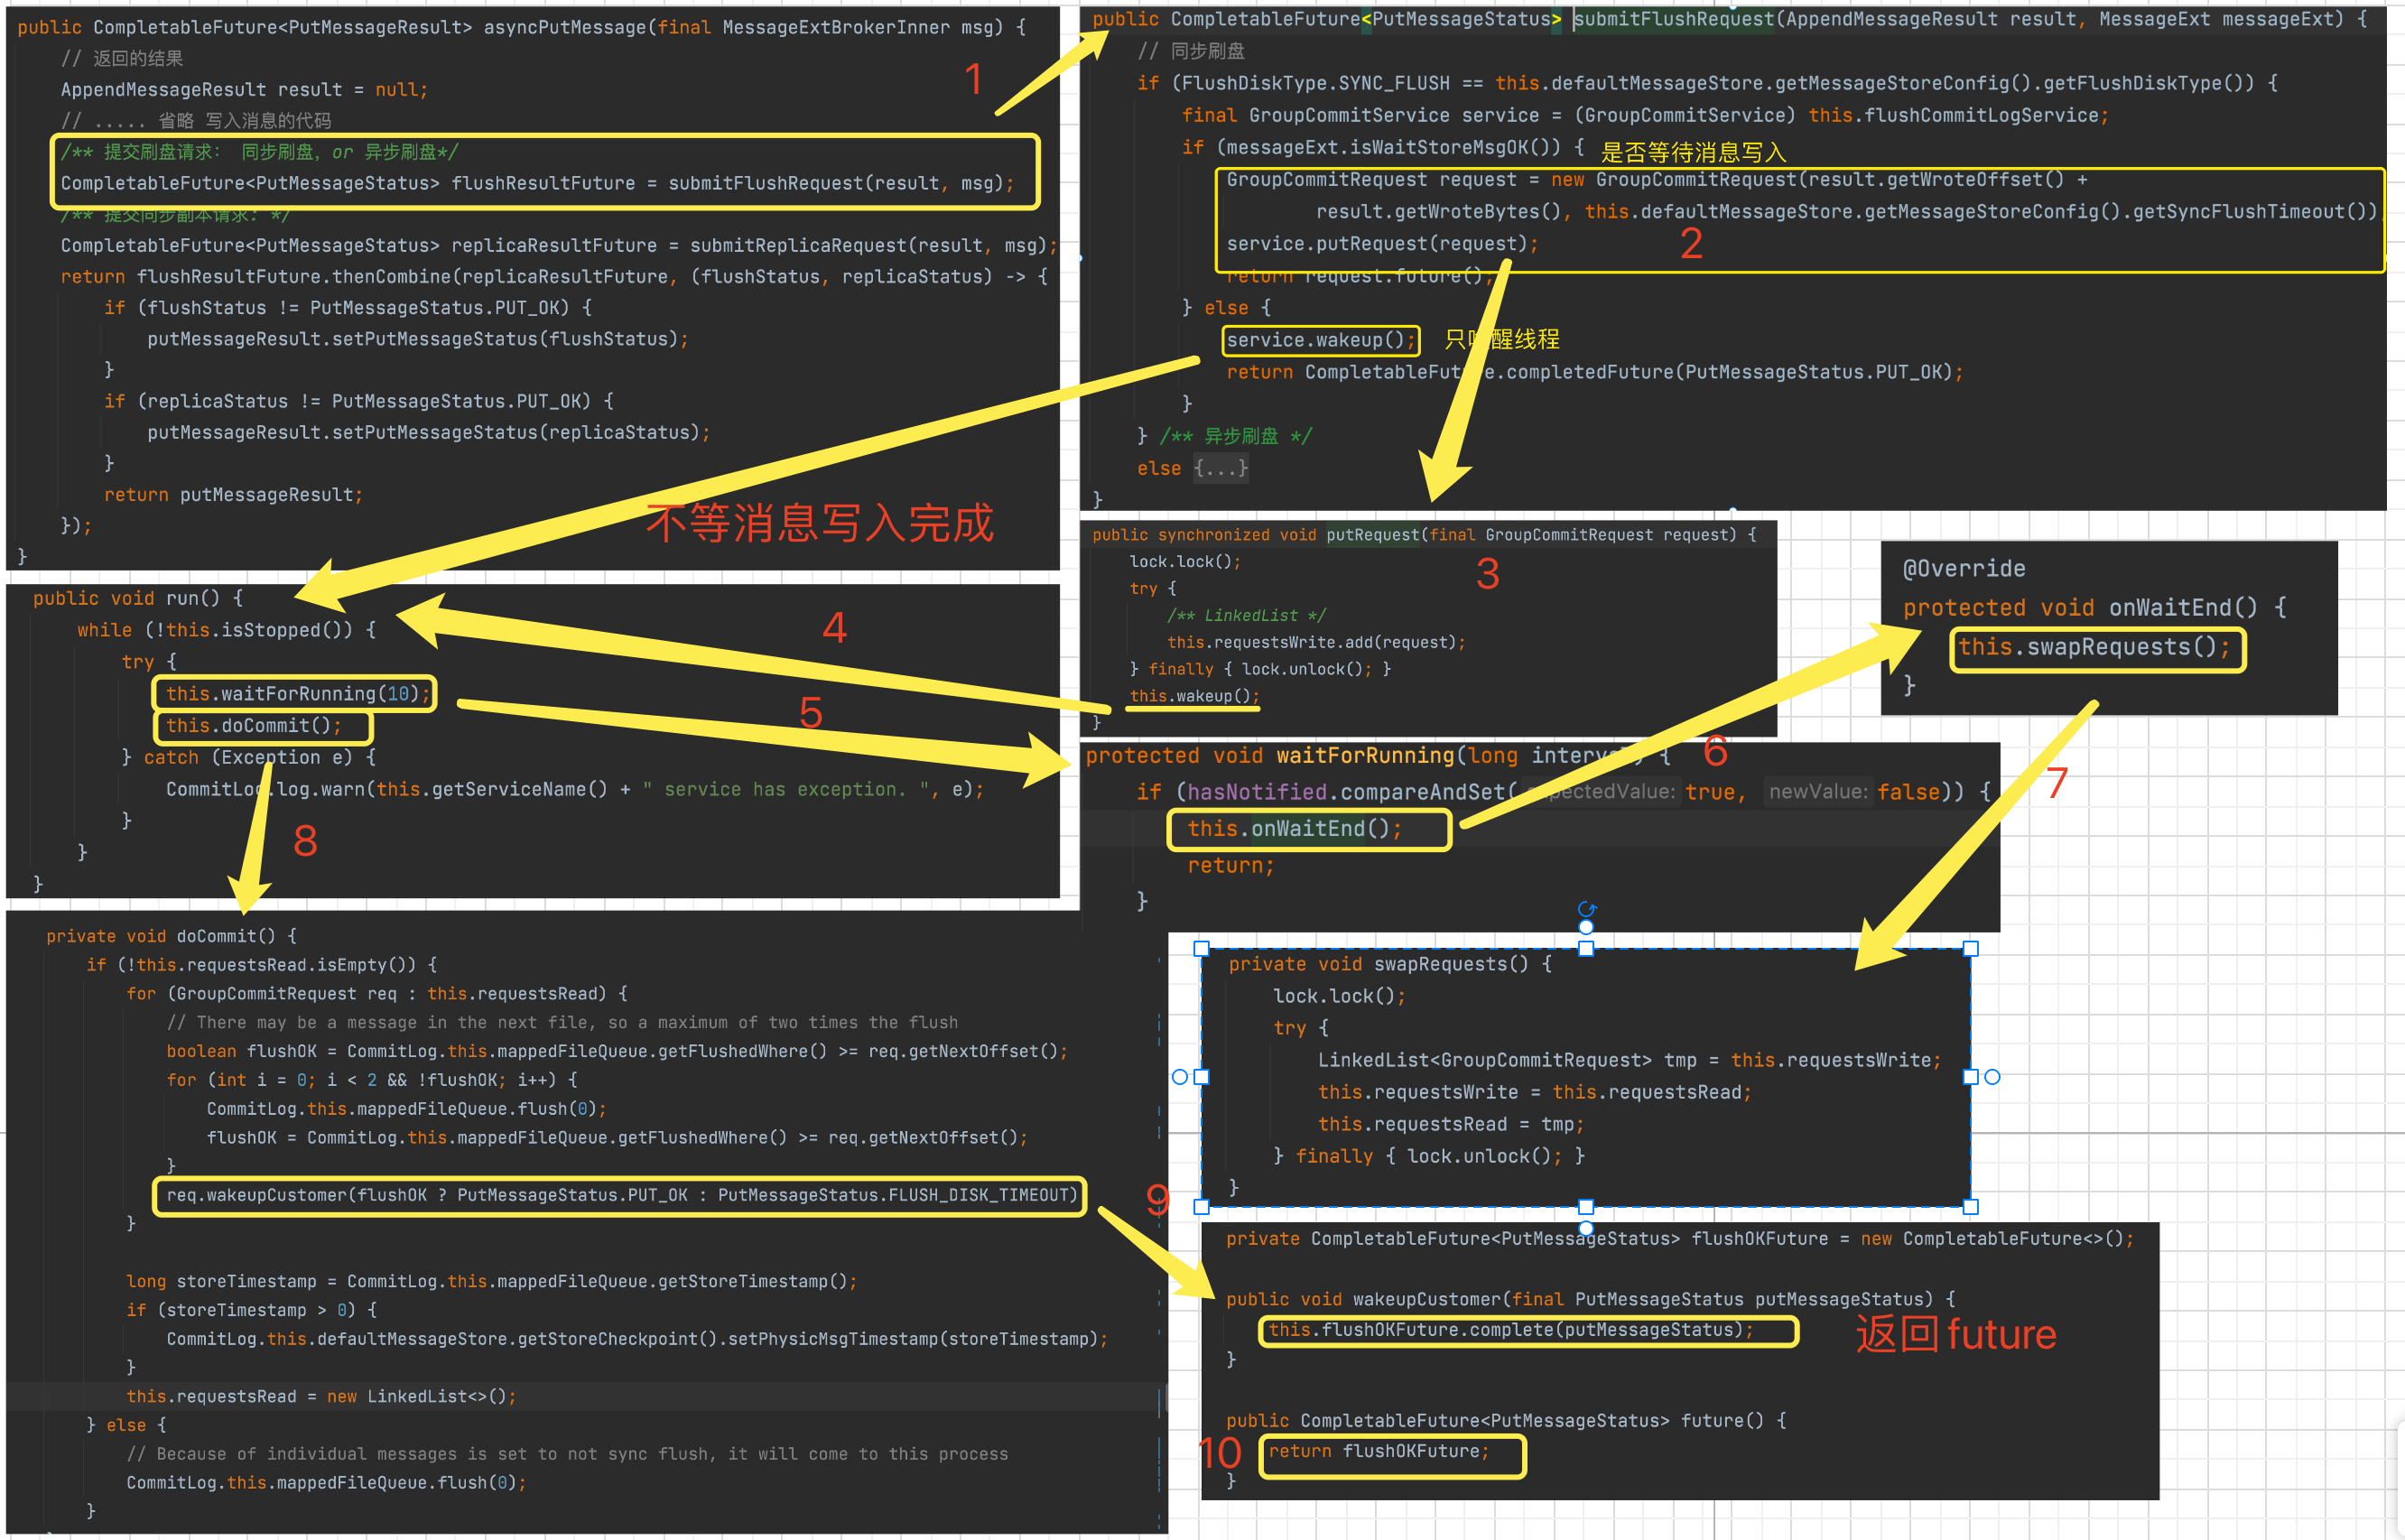 public CompletableFuture<PutMessageResult> asyncPutMessage(final MessageExtBrokerInner msg) {
// 返回的结果
AppendMessageResult result = null;
// ..... 省略 写入消息的代码
/** 提交刷盘请求： 同步刷盘，or 异步刷盘*/
CompletableFuture<PutMessageStatus> flushResultFuture = submitFlushRequest(result, msg);
/** 提交同步副本请求：*/
CompletableFuture<PutMessageStatus> replicaResultFuture = submitReplicaRequest(result, msg);
return flushResultFuture.thenCombine(replicaResultFuture, (flushStatus, replicaStatus) -> {
if (flushStatus != PutMessageStatus.PUT_OK) {
putMessageResult.setPutMessageStatus(flushStatus);
}
if (replicaStatus != PutMessageStatus.PUT_OK) {
putMessageResult.setPutMessageStatus(replicaStatus);
}
return putMessageResult;
});
}
1
不等消息写入完成
public CompletableFuture<PutMessageStatus> submitFlushRequest(AppendMessageResult result, MessageExt messageExt) {
// 同步刷盘
if (FlushDiskType.SYNC_FLUSH == this.defaultMessageStore.getMessageStoreConfig().getFlushDiskType()) {
final GroupCommitService service = (GroupCommitService) this.flushCommitLogService;
if (messageExt.isWaitStoreMsgOK()) { 是否等待消息写入
GroupCommitRequest request = new GroupCommitRequest(result.getWroteOffset() +
result.getWroteBytes(), this.defaultMessageStore.getMessageStoreConfig().getSyncFlushTimeout())
service.putRequest(request);
2
return request.future();
} else {
service.wakeup(); 只唤醒线程
return CompletableFuture.completedFuture(PutMessageStatus.PUT_OK);
}
} /** 异步刷盘 */
else {...}
}
public synchronized void putRequest(final GroupCommitRequest request) {
lock.lock();
3
try {
/** LinkedList */
this.requestsWrite.add(request);
} finally { lock.unlock(); }
this.wakeup();
}
@Override
protected void onWaitEnd() {
this.swapRequests();
}
public void run() {
while (!this.isStopped()) {
try {
this.waitForRunning(10);
this.doCommit();
} catch (Exception e) {
CommitLog.log.warn(this.getServiceName() + " service has exception. ", e);
}
}
}
4
5
8
protected void waitForRunning(long interval) {
6
if (hasNotified.compareAndSet( expectedValue: true, newValue: false)) {
this.onWaitEnd();
return;
}
7
private void doCommit() {
if (!this.requestsRead.isEmpty()) {
for (GroupCommitRequest req : this.requestsRead) {
// There may be a message in the next file, so a maximum of two times the flush
boolean flushOK = CommitLog.this.mappedFileQueue.getFlushedWhere() >= req.getNextOffset();
for (int i = 0; i < 2 && !flushOK; i++) {
CommitLog.this.mappedFileQueue.flush(0);
flushOK = CommitLog.this.mappedFileQueue.getFlushedWhere() >= req.getNextOffset();
}
req.wakeupCustomer(flushOK ? PutMessageStatus.PUT_OK : PutMessageStatus.FLUSH_DISK_TIMEOUT)
}
long storeTimestamp = CommitLog.this.mappedFileQueue.getStoreTimestamp();
if (storeTimestamp > 0) {
CommitLog.this.defaultMessageStore.getStoreCheckpoint().setPhysicMsgTimestamp(storeTimestamp);
}
this.requestsRead = new LinkedList<>();
} else {
// Because of individual messages is set to not sync flush, it will come to this process
CommitLog.this.mappedFileQueue.flush(0);
}
9
private void swapRequests() {
lock.lock();
try {
LinkedList<GroupCommitRequest> tmp = this.requestsWrite;
this.requestsWrite = this.requestsRead;
this.requestsRead = tmp;
} finally { lock.unlock(); }
}
private CompletableFuture<PutMessageStatus> flushOKFuture = new CompletableFuture<>();
public void wakeupCustomer(final PutMessageStatus putMessageStatus) {
this.flushOKFuture.complete(putMessageStatus);
返回future
}
public CompletableFuture<PutMessageStatus> future() {
10
return flushOKFuture;
}